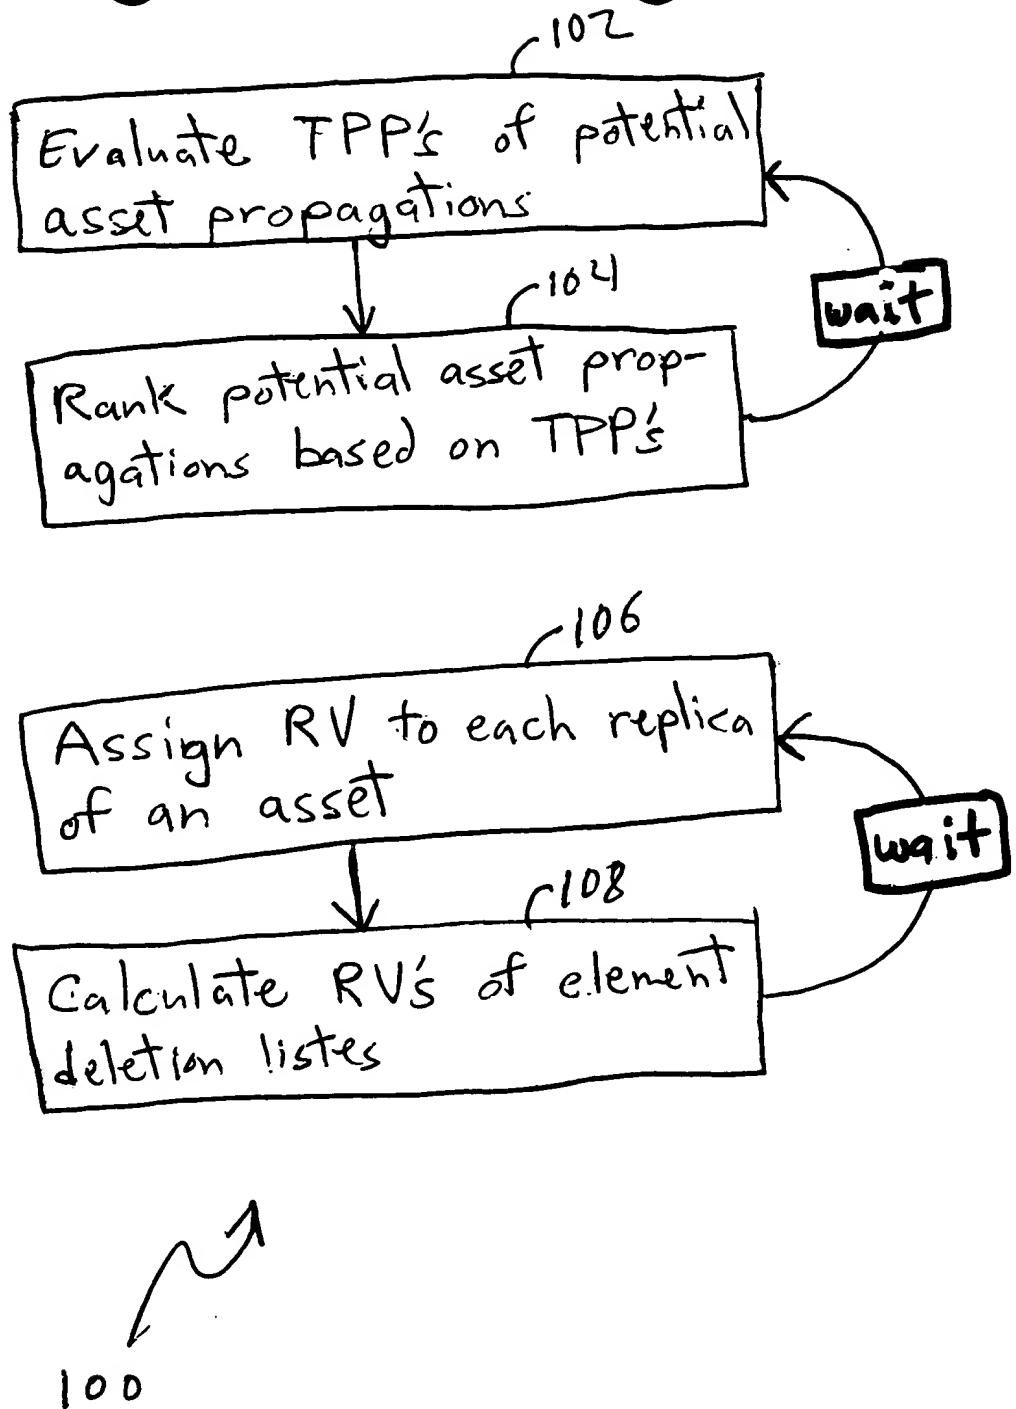 102
Evaluate TPP's of potential
asset propagations
wait
104
Rank potential asset prop-
agations based on TPP's
106
Assign RV to each replica
of an asset
wait
108
Calculate RV's of element
deletion listes
100